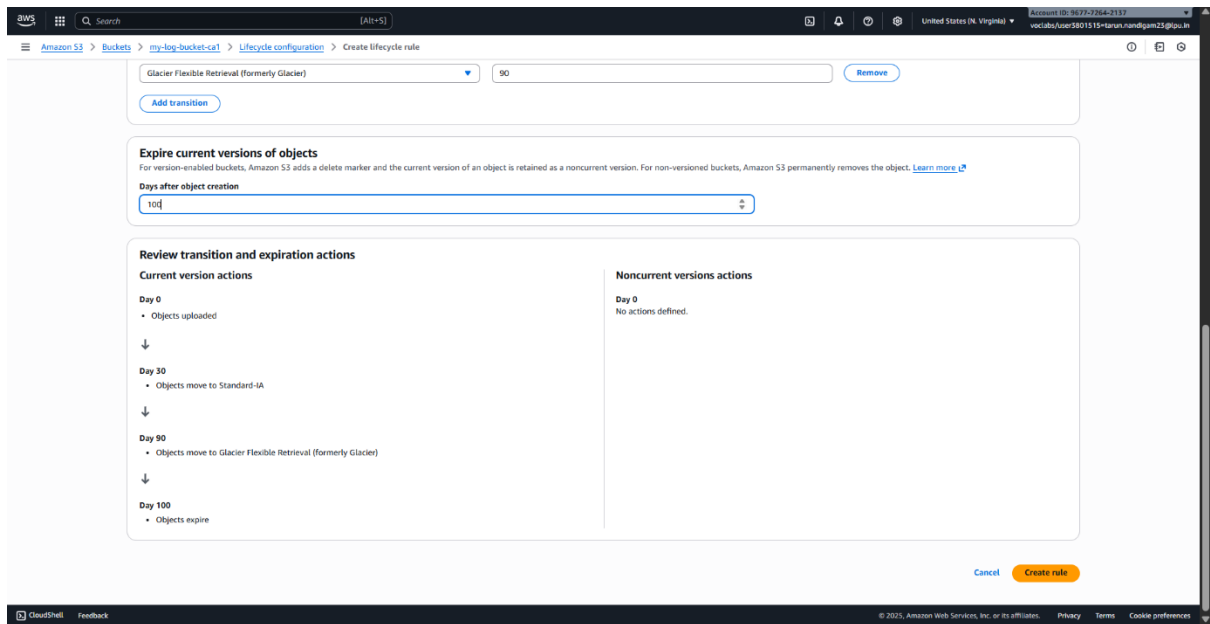 aws
Search
[Alt+S]
United States (N. Virginia)
Account ID: 9677-7264-2137
voclabs/user3801515=tarun.nandigam23@lpu.in
Amazon S3 > Buckets > my-log-bucket-ca1 > Lifecycle configuration > Create lifecycle rule
Glacier Flexible Retrieval (formerly Glacier)
90
Remove
Add transition
Expire current versions of objects
For version-enabled buckets, Amazon S3 adds a delete marker and the current version of an object is retained as a noncurrent version. For non-versioned buckets, Amazon S3 permanently removes the object. Learn more
Days after object creation
100
Review transition and expiration actions
Current version actions
Day 0
• Objects uploaded
↓
Day 30
• Objects move to Standard-IA
↓
Day 90
• Objects move to Glacier Flexible Retrieval (formerly Glacier)
↓
Day 100
• Objects expire
Noncurrent versions actions
Day 0
No actions defined.
Cancel
Create rule
CloudShell
Feedback
© 2025, Amazon Web Services, Inc. or its affiliates.
Privacy
Terms
Cookie preferences